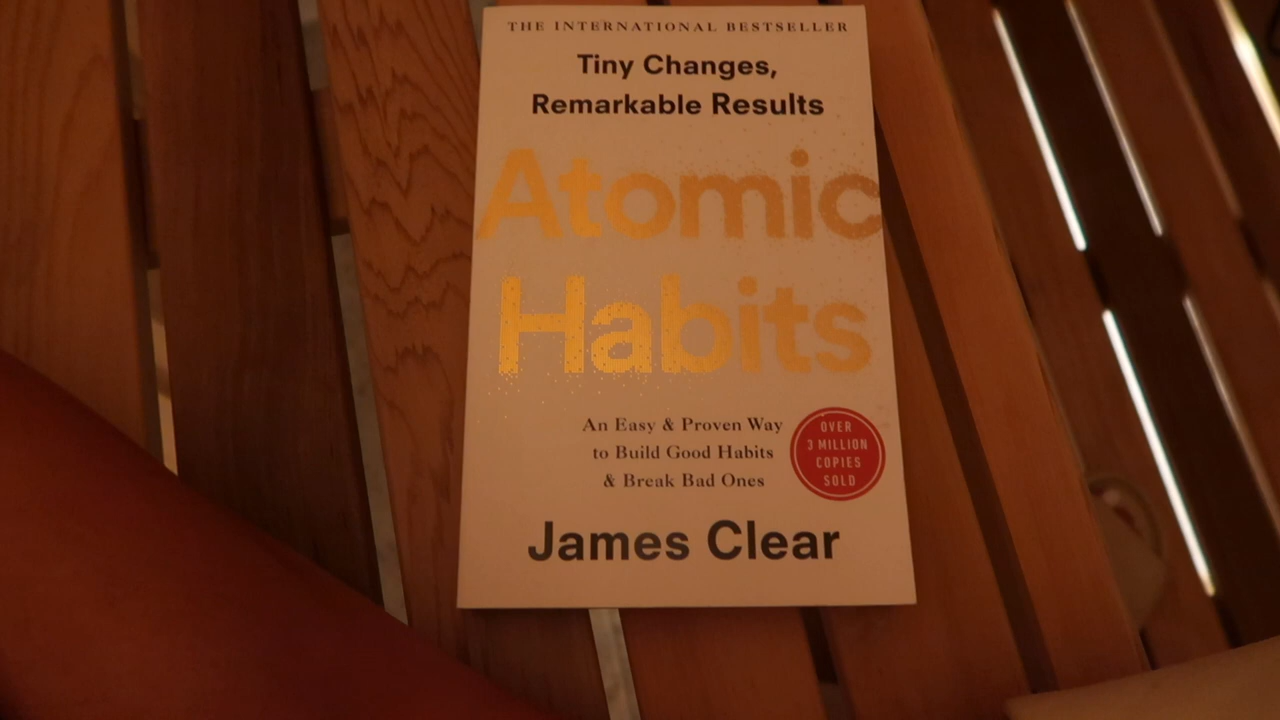 THE INTERNATIONAL BESTSELLER
Tiny Changes,
Remarkable Results
Atomic
Habits
An Easy & Proven Way
to Build Good Habits
& Break Bad Ones
OVER
3 MILLION
COPIES
SOLD
James Clear